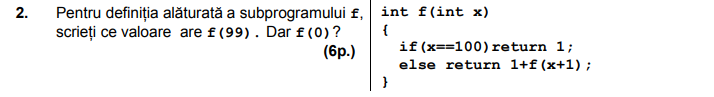 2. Pentru definiția alăturată a subprogramului f,
scrieți ce valoare are f(99). Dar f(0)?
(6p.)
int f(int x)
{
if(x==100)return 1;
else return 1+f(x+1);
}